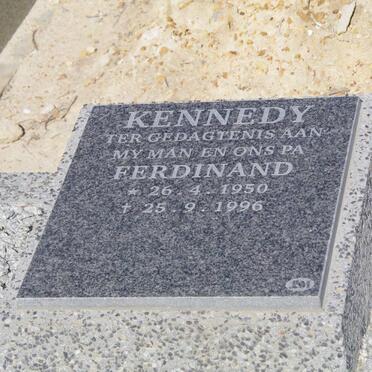 KENNEDY
TER GEDAGTENIS AAN
MY MAN EN ONS PA
FERDINAND
* 26.4.1950
† 25.9.1996